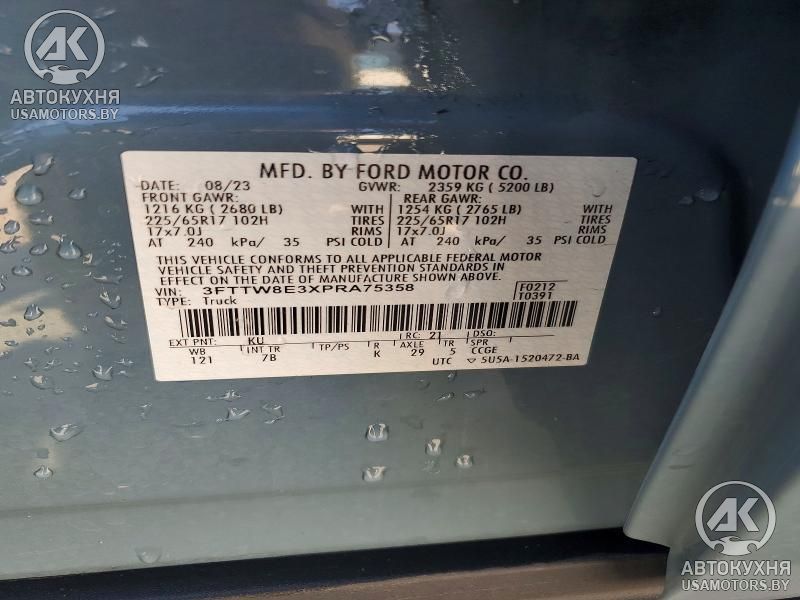 AK
АВТОКУХНЯ
USAMOTORS.BY
MFD. BY FORD MOTOR CO.
DATE: 08/23 GVWR: 2359 KG ( 5200 LB)
FRONT GAWR: REAR GAWR:
1216 KG ( 2680 LB) WITH 1254 KG ( 2765 LB) WITH
225/65R17 102H TIRES 225/65R17 102H TIRES
17x7.0J RIMS 17x7.0J RIMS
AT 240 kPa/ 35 PSI COLD AT 240 kPa/ 35 PSI COLD
THIS VEHICLE CONFORMS TO ALL APPLICABLE FEDERAL MOTOR
VEHICLE SAFETY AND THEFT PREVENTION STANDARDS IN
EFFECT ON THE DATE OF MANUFACTURE SHOWN ABOVE.
VIN: 3FTTW8E3XPRA75358 F0212
TYPE: Truck T0391
EXT PNT: KU RC: 21 DSO:
WB INT TR TP/PS R AXLE TR SPR
121 7B K 29 5 CCGE
UTC ▽ 5U5A-1520472-BA
AK
АВТОКУХНЯ
USAMOTORS.BY